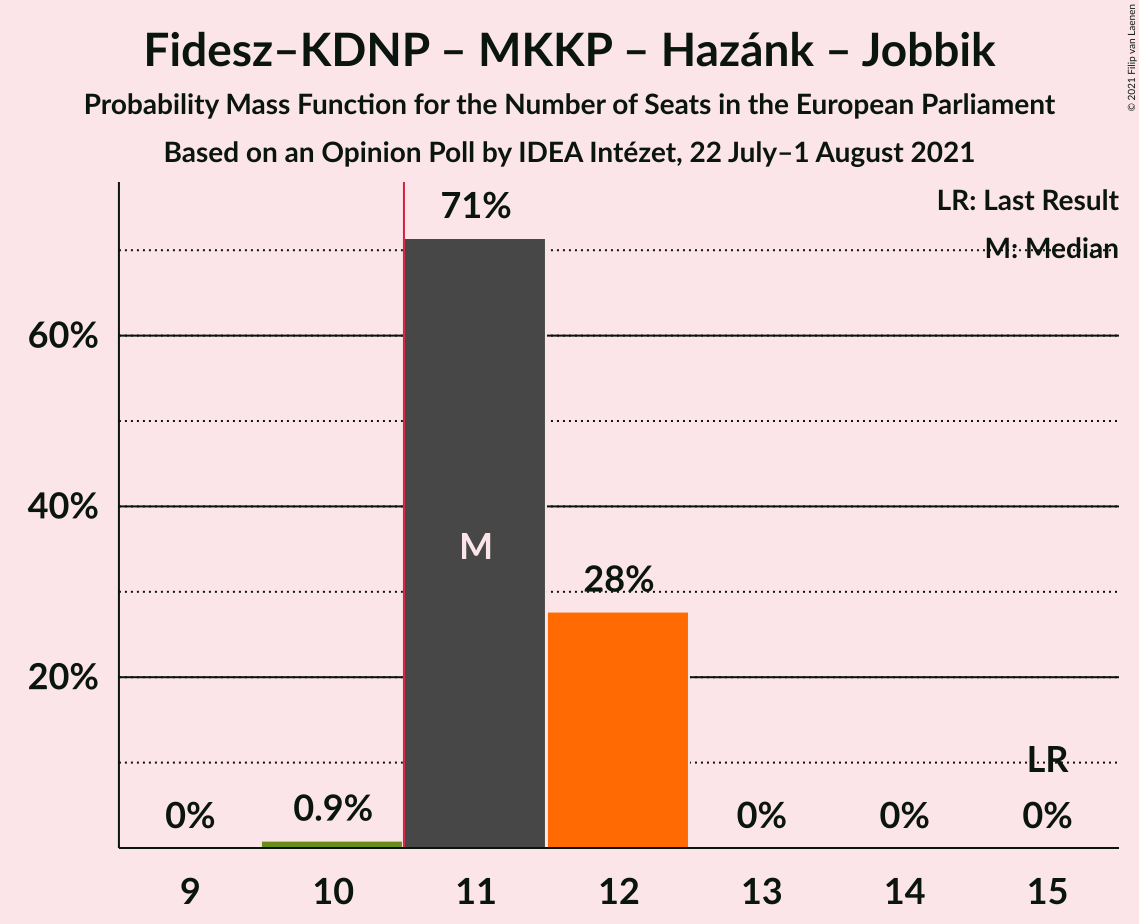 Fidesz–KDNP – MKKP – Hazánk – Jobbik
Probability Mass Function for the Number of Seats in the European Parliament
Based on an Opinion Poll by IDEA Intézet, 22 July–1 August 2021
© 2021 Filip van Laenen
LR: Last Result
M: Median
71%
60%
40%
M
28%
20%
LR
0%
0.9%
0%
0%
0%
9
10
11
12
13
14
15